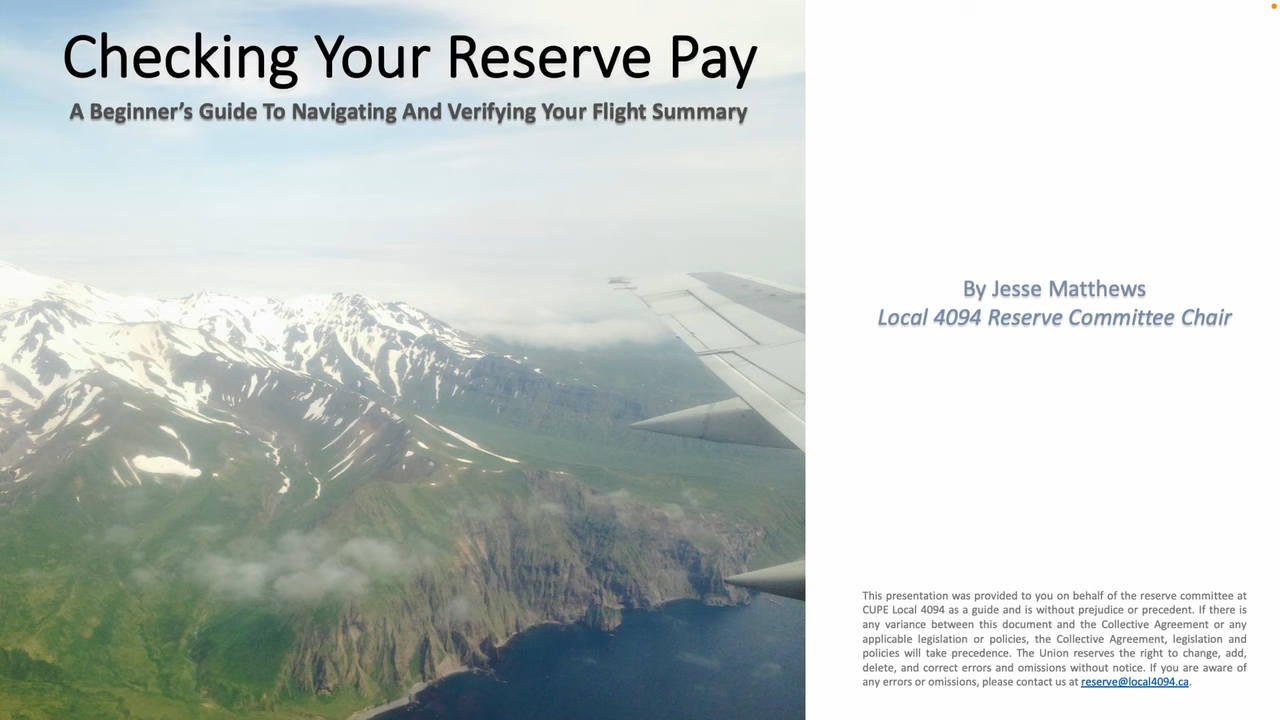 Checking Your Reserve Pay
A Beginner’s Guide To Navigating And Verifying Your Flight Summary
By Jesse Matthews
Local 4094 Reserve Committee Chair
This presentation was provided to you on behalf of the reserve committee at
CUPE Local 4094 as a guide and is without prejudice or precedent. If there is
any variance between this document and the Collective Agreement or any
applicable legislation or policies, the Collective Agreement, legislation and
policies will take precedence. The Union reserves the right to change, add,
delete, and correct errors and omissions without notice. If you are aware of
any errors or omissions, please contact us at reserve@local4094.ca.